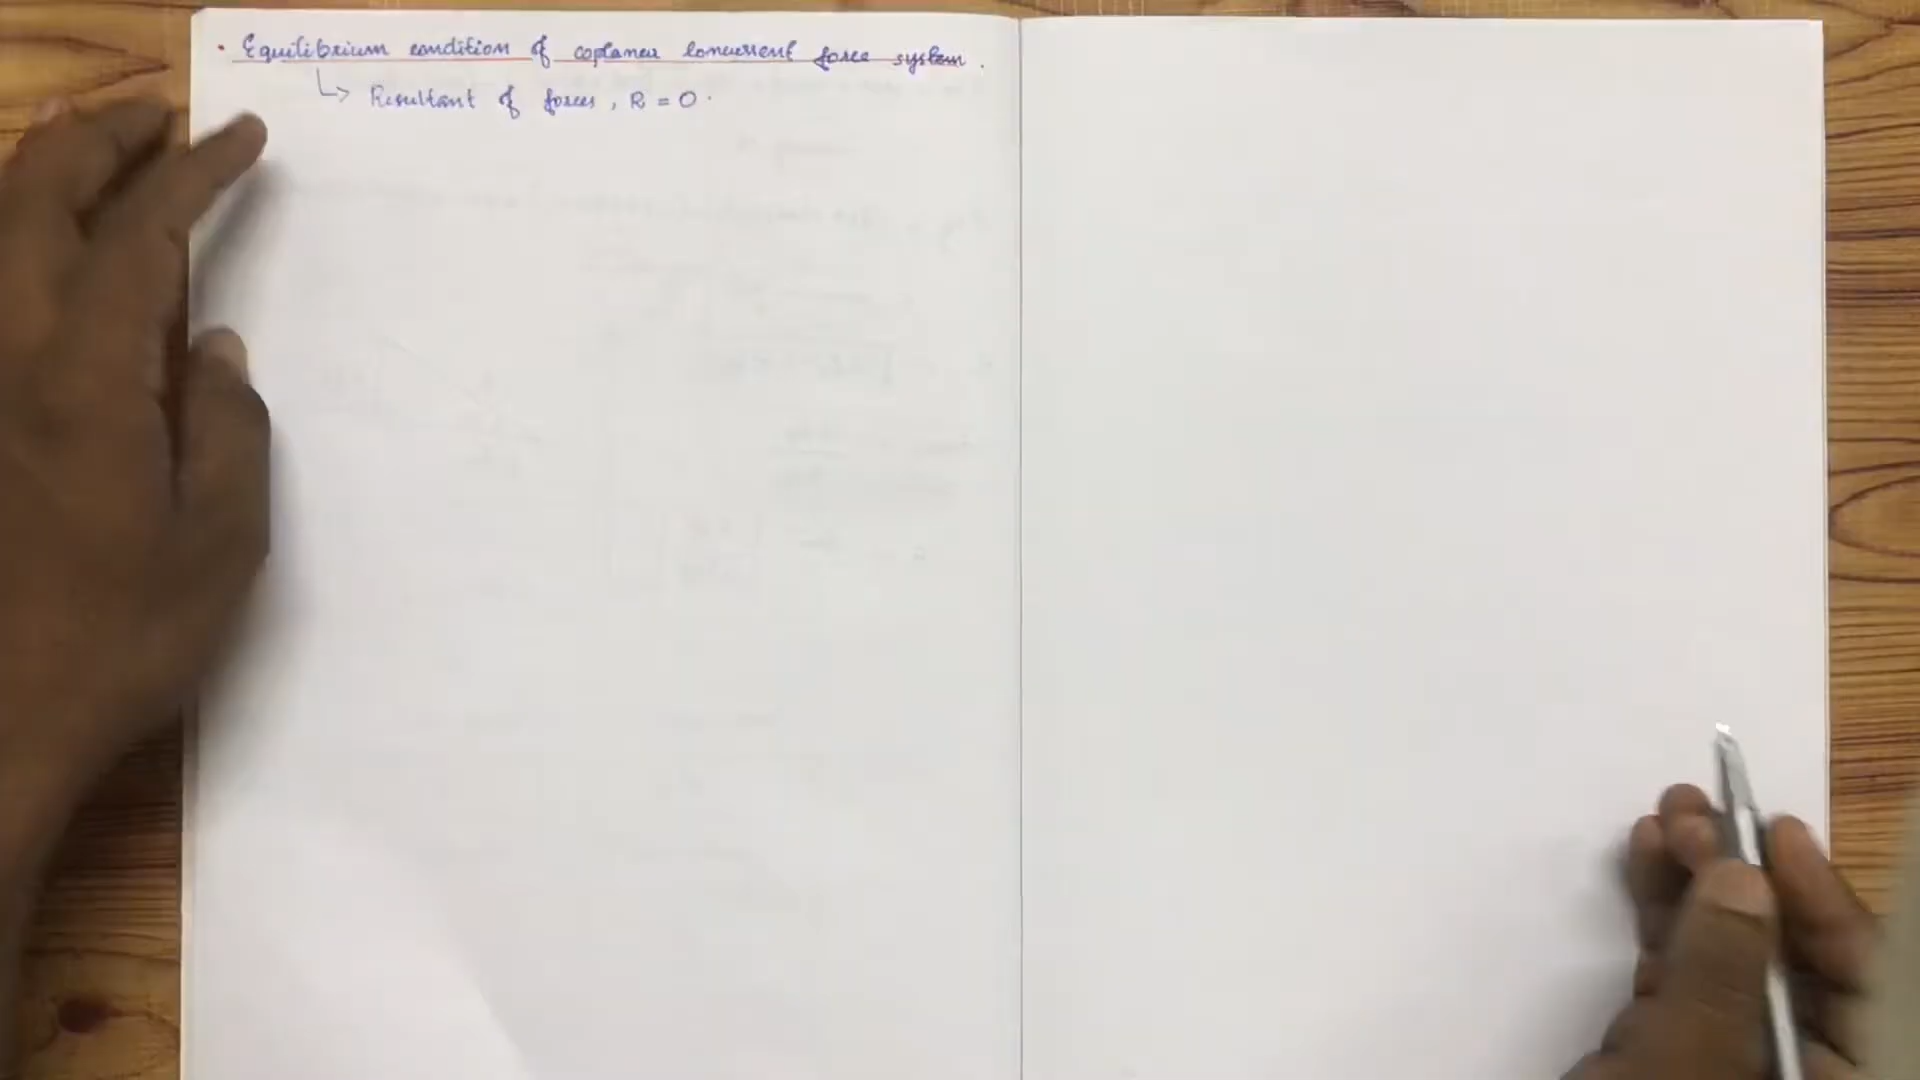 • Equilibrium condition of coplanar concurrent force system.
↳ Resultant of forces, R = 0.